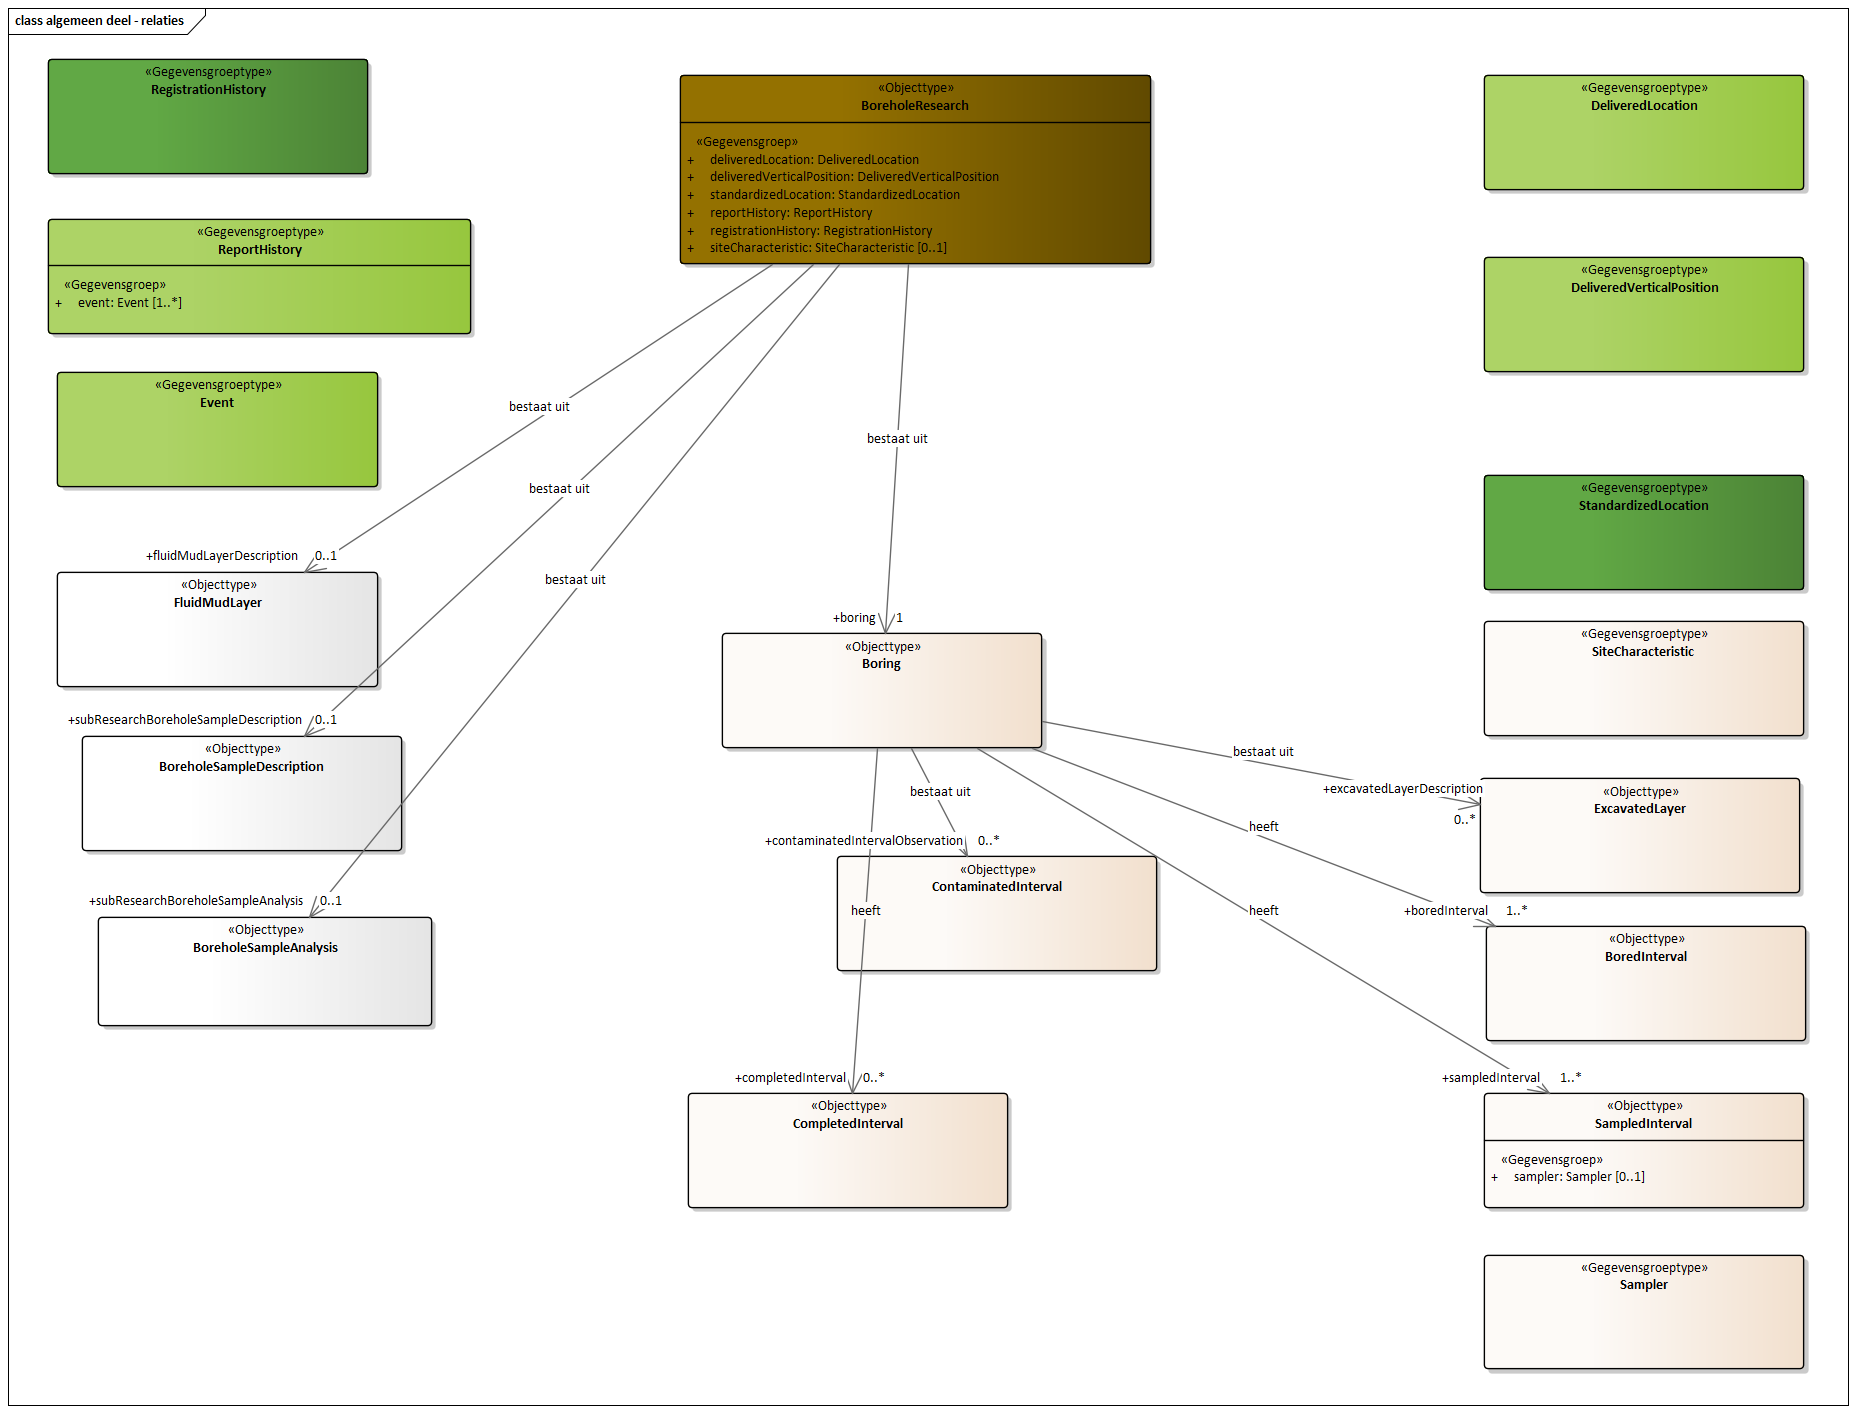 class algemeen deel - relaties
«Gegevensgroeptype»
RegistrationHistory
«Gegevensgroeptype»
ReportHistory
«Gegevensgroep»
+ event: Event [1..*]
«Gegevensgroeptype»
Event
«Objecttype»
BoreholeResearch
«Gegevensgroep»
+ deliveredLocation: DeliveredLocation
+ deliveredVerticalPosition: DeliveredVerticalPosition
+ standardizedLocation: StandardizedLocation
+ reportHistory: ReportHistory
+ registrationHistory: RegistrationHistory
+ siteCharacteristic: SiteCharacteristic [0..1]
«Gegevensgroeptype»
DeliveredLocation
«Gegevensgroeptype»
DeliveredVerticalPosition
«Gegevensgroeptype»
StandardizedLocation
«Gegevensgroeptype»
SiteCharacteristic
bestaat uit
bestaat uit
bestaat uit
bestaat uit
+fluidMudLayerDescription 0..1
«Objecttype»
FluidMudLayer
+subResearchBoreholeSampleDescription 0..1
«Objecttype»
BoreholeSampleDescription
+subResearchBoreholeSampleAnalysis 0..1
«Objecttype»
BoreholeSampleAnalysis
+boring 1
«Objecttype»
Boring
bestaat uit
+excavatedLayerDescription
0..*
«Objecttype»
ExcavatedLayer
bestaat uit
+contaminatedIntervalObservation 0..*
«Objecttype»
ContaminatedInterval
heeft
+boredInterval 1..*
«Objecttype»
BoredInterval
heeft
+completedInterval 0..*
«Objecttype»
CompletedInterval
heeft
+sampledInterval 1..*
«Objecttype»
SampledInterval
«Gegevensgroep»
+ sampler: Sampler [0..1]
«Gegevensgroeptype»
Sampler